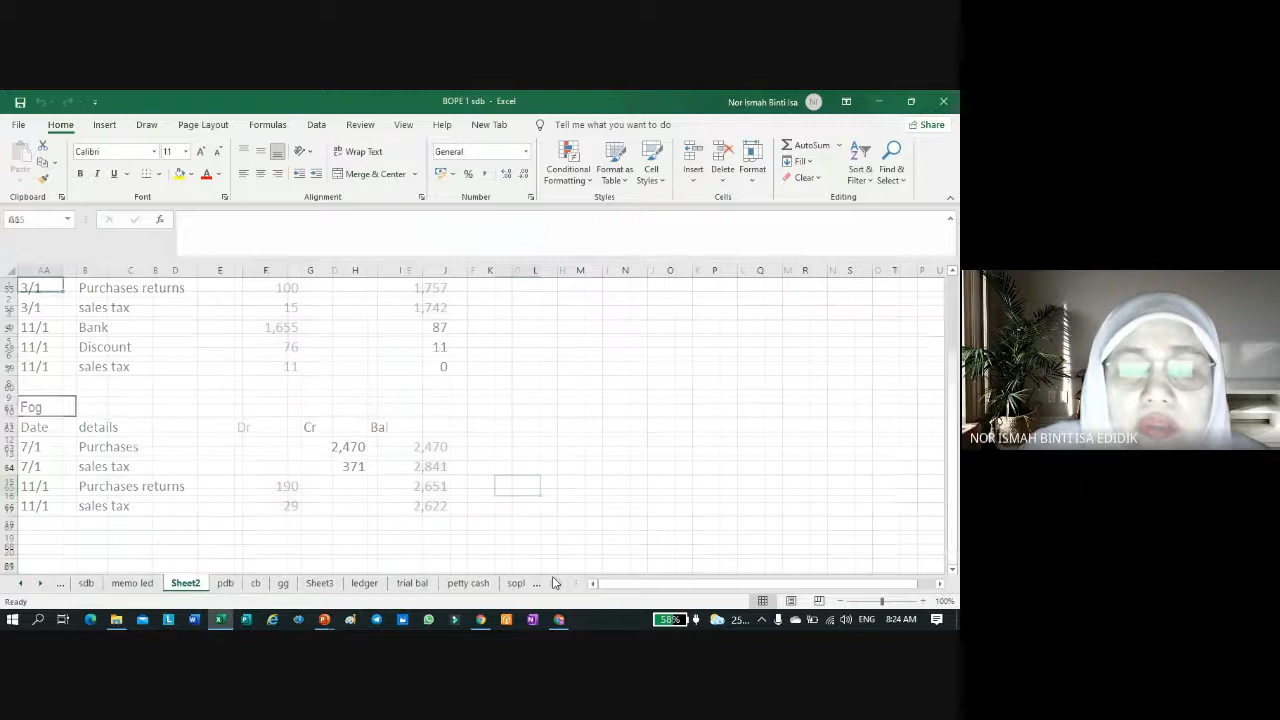 BOPE 1 sdb - Excel
Nor Ismah Binti Isa NI
File Home Insert Draw Page Layout Formulas Data Review View Help New Tab Tell me what you want to do Share
Paste
Calibri 11
Wrap Text
General
AutoSum
B I U
Merge & Center
Conditional Formatting
Format as Table
Cell Styles
Insert Delete Format
Fill
Clear
Sort & Filter
Find & Select
Clipboard Font Alignment Number Styles Cells Editing
3/1 Purchases returns 100 1,757
3/1 sales tax 15 1,742
11/1 Bank 1,655 87
11/1 Discount 76 11
11/1 sales tax 11 0
Fog
Date details Dr Cr Bal
7/1 Purchases 2,470 2,470
7/1 sales tax 371 2,841
11/1 Purchases returns 190 2,651
11/1 sales tax 29 2,622
NOR ISMAH BINTI ISA EDIDIK
... sdb memo led Sheet2 pdb cb gg Sheet3 ledger trial bal petty cash sopl ...
Ready 100%
58% 25... ENG 8:24 AM